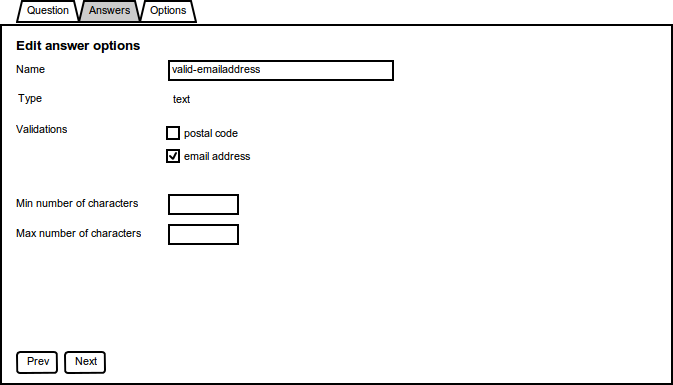 Question Answers Options
Edit answer options
Name valid-emailaddress
Type text
Validations postal code
email address
Min number of characters
Max number of characters
Prev Next